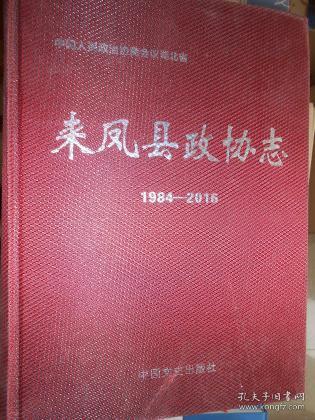 中国人民政治协商会议湖北省
来凤县政协志
1984—2016
中国文史出版社
孔夫子旧书网